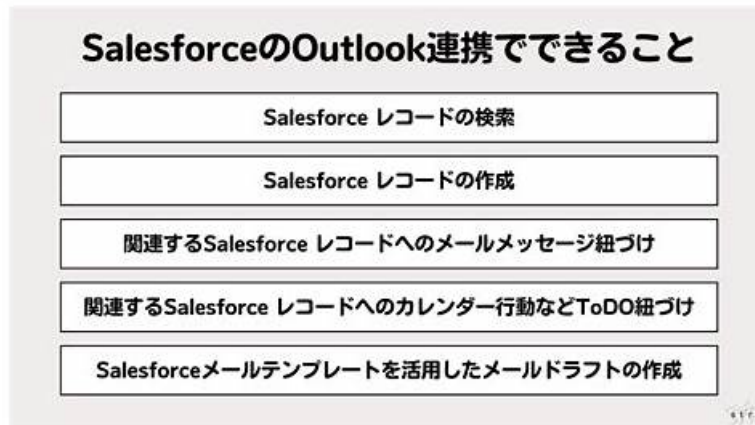 SalesforceのOutlook連携でできること
Salesforce レコードの検索
Salesforce レコードの作成
関連するSalesforce レコードへのメールメッセージ紐づけ
関連するSalesforce レコードへのカレンダー行動などToDO紐づけ
Salesforceメールテンプレートを活用したメールドラフトの作成